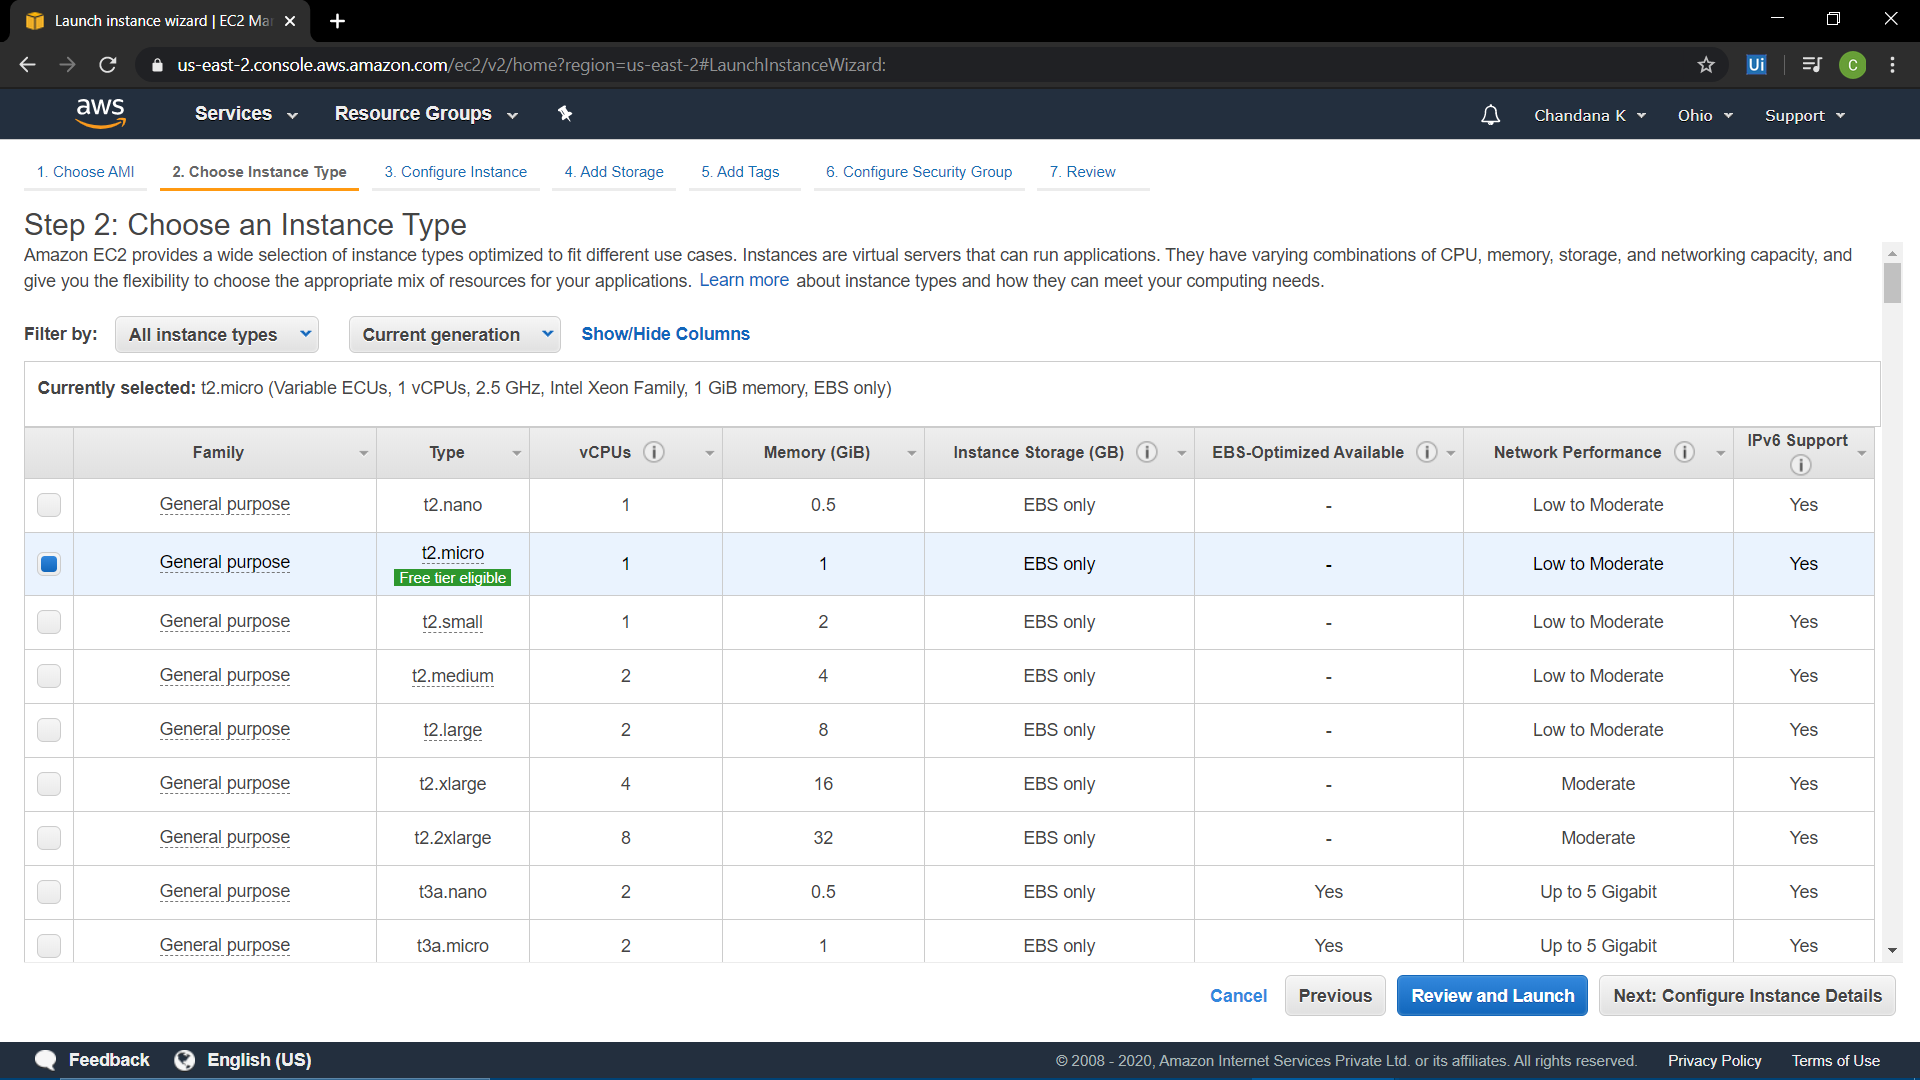 Launch instance wizard | EC2 Ma
us-east-2.console.aws.amazon.com/ec2/v2/home?region=us-east-2#LaunchInstanceWizard:
Ui
C
aws
Services
Resource Groups
Chandana K
Ohio
Support
1. Choose AMI
2. Choose Instance Type
3. Configure Instance
4. Add Storage
5. Add Tags
6. Configure Security Group
7. Review
Step 2: Choose an Instance Type
Amazon EC2 provides a wide selection of instance types optimized to fit different use cases. Instances are virtual servers that can run applications. They have varying combinations of CPU, memory, storage, and networking capacity, and
give you the flexibility to choose the appropriate mix of resources for your applications. Learn more about instance types and how they can meet your computing needs.
Filter by: All instance types Current generation Show/Hide Columns
Currently selected: t2.micro (Variable ECUs, 1 vCPUs, 2.5 GHz, Intel Xeon Family, 1 GiB memory, EBS only)
Family Type vCPUs Memory (GiB) Instance Storage (GB) EBS-Optimized Available Network Performance IPv6 Support
General purpose t2.nano 1 0.5 EBS only - Low to Moderate Yes
General purpose t2.micro 1 1 EBS only - Low to Moderate Yes
Free tier eligible
General purpose t2.small 1 2 EBS only - Low to Moderate Yes
General purpose t2.medium 2 4 EBS only - Low to Moderate Yes
General purpose t2.large 2 8 EBS only - Low to Moderate Yes
General purpose t2.xlarge 4 16 EBS only - Moderate Yes
General purpose t2.2xlarge 8 32 EBS only - Moderate Yes
General purpose t3a.nano 2 0.5 EBS only Yes Up to 5 Gigabit Yes
General purpose t3a.micro 2 1 EBS only Yes Up to 5 Gigabit Yes
Cancel
Previous
Review and Launch
Next: Configure Instance Details
Feedback
English (US)
© 2008 - 2020, Amazon Internet Services Private Ltd. or its affiliates. All rights reserved.
Privacy Policy
Terms of Use